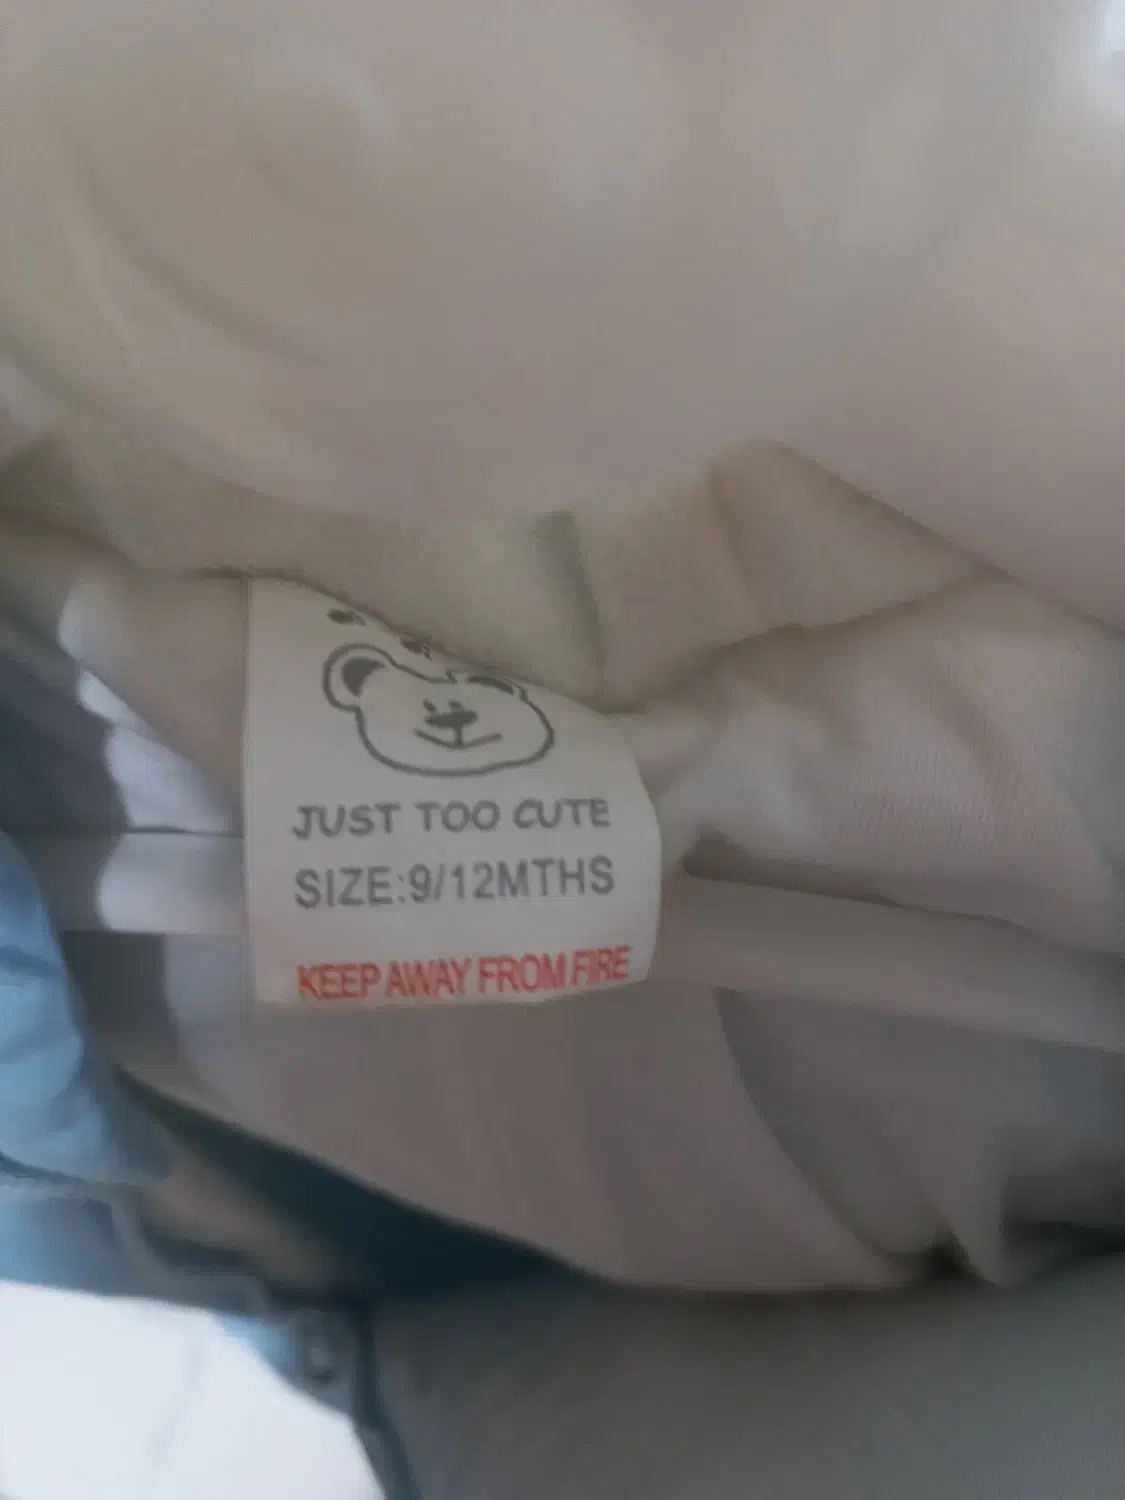 JUST TOO CUTE
SIZE:9/12MTHS
KEEP AWAY FROM FIRE